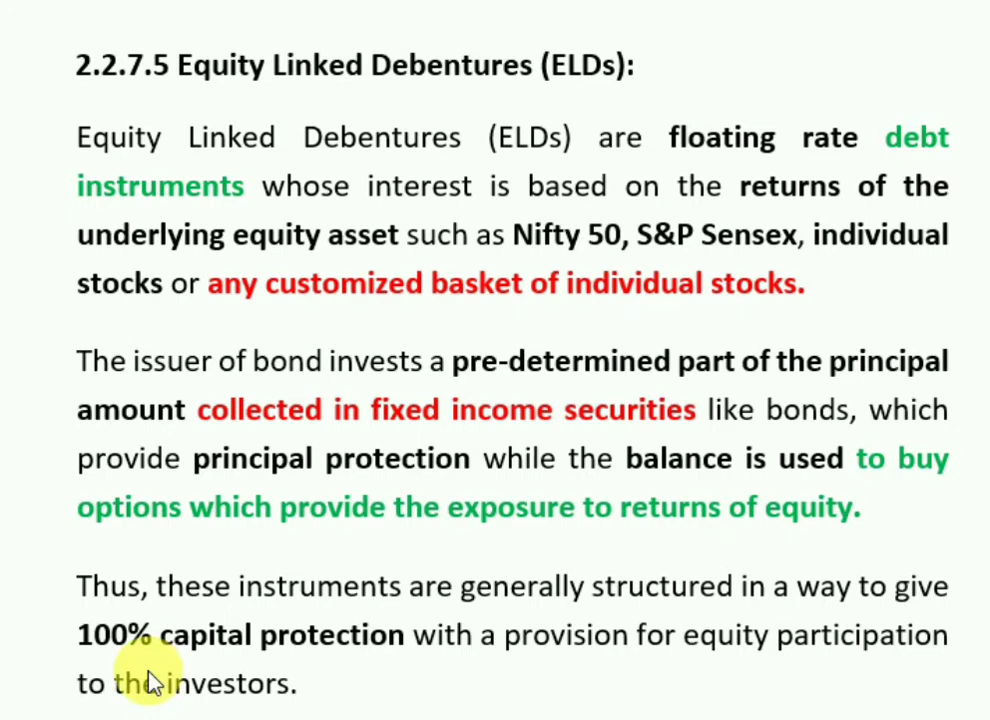 2.2.7.5 Equity Linked Debentures (ELDs):
Equity Linked Debentures (ELDs) are floating rate debt
instruments whose interest is based on the returns of the
underlying equity asset such as Nifty 50, S&P Sensex, individual
stocks or any customized basket of individual stocks.
The issuer of bond invests a pre-determined part of the principal
amount collected in fixed income securities like bonds, which
provide principal protection while the balance is used to buy
options which provide the exposure to returns of equity.
Thus, these instruments are generally structured in a way to give
100% capital protection with a provision for equity participation
to the investors.